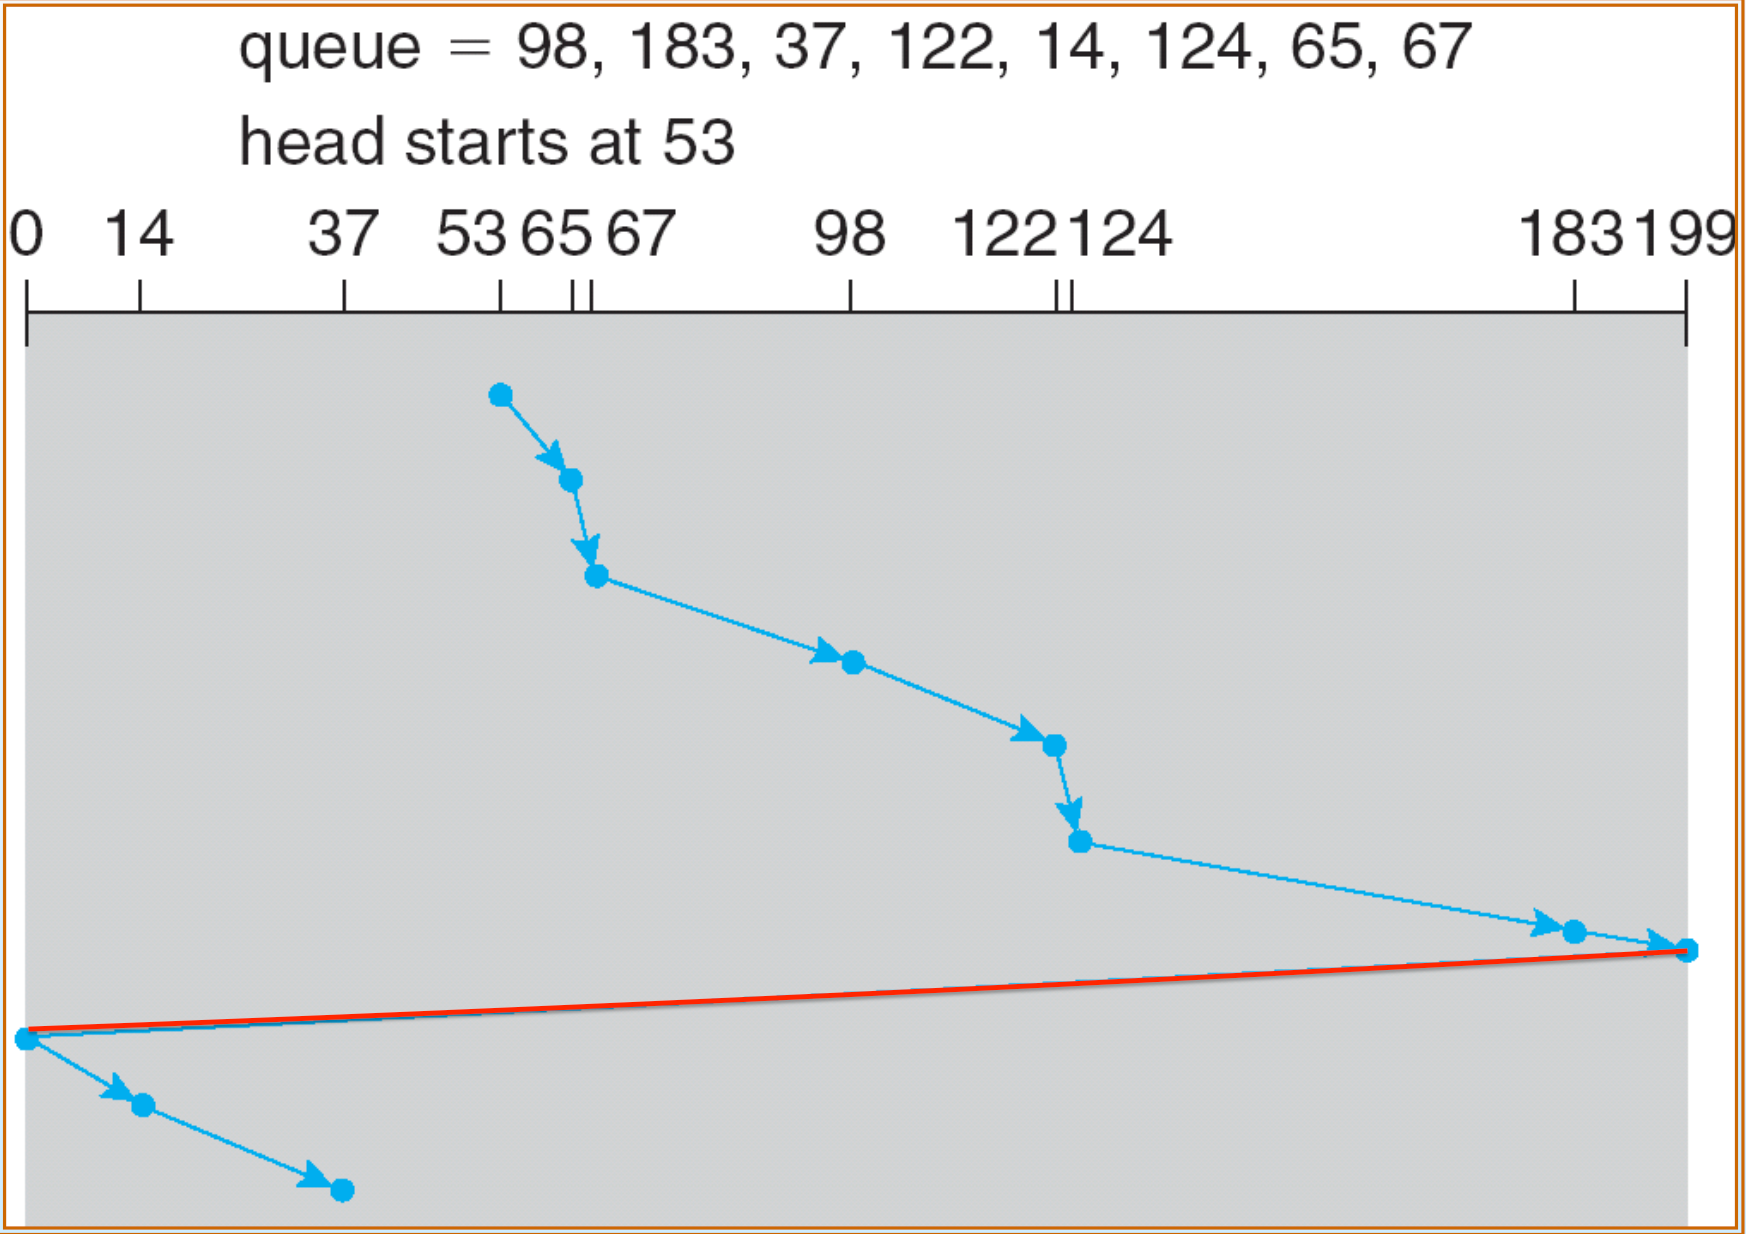 queue = 98, 183, 37, 122, 14, 124, 65, 67
head starts at 53
0 14 37 53 65 67 98 122 124 183 199